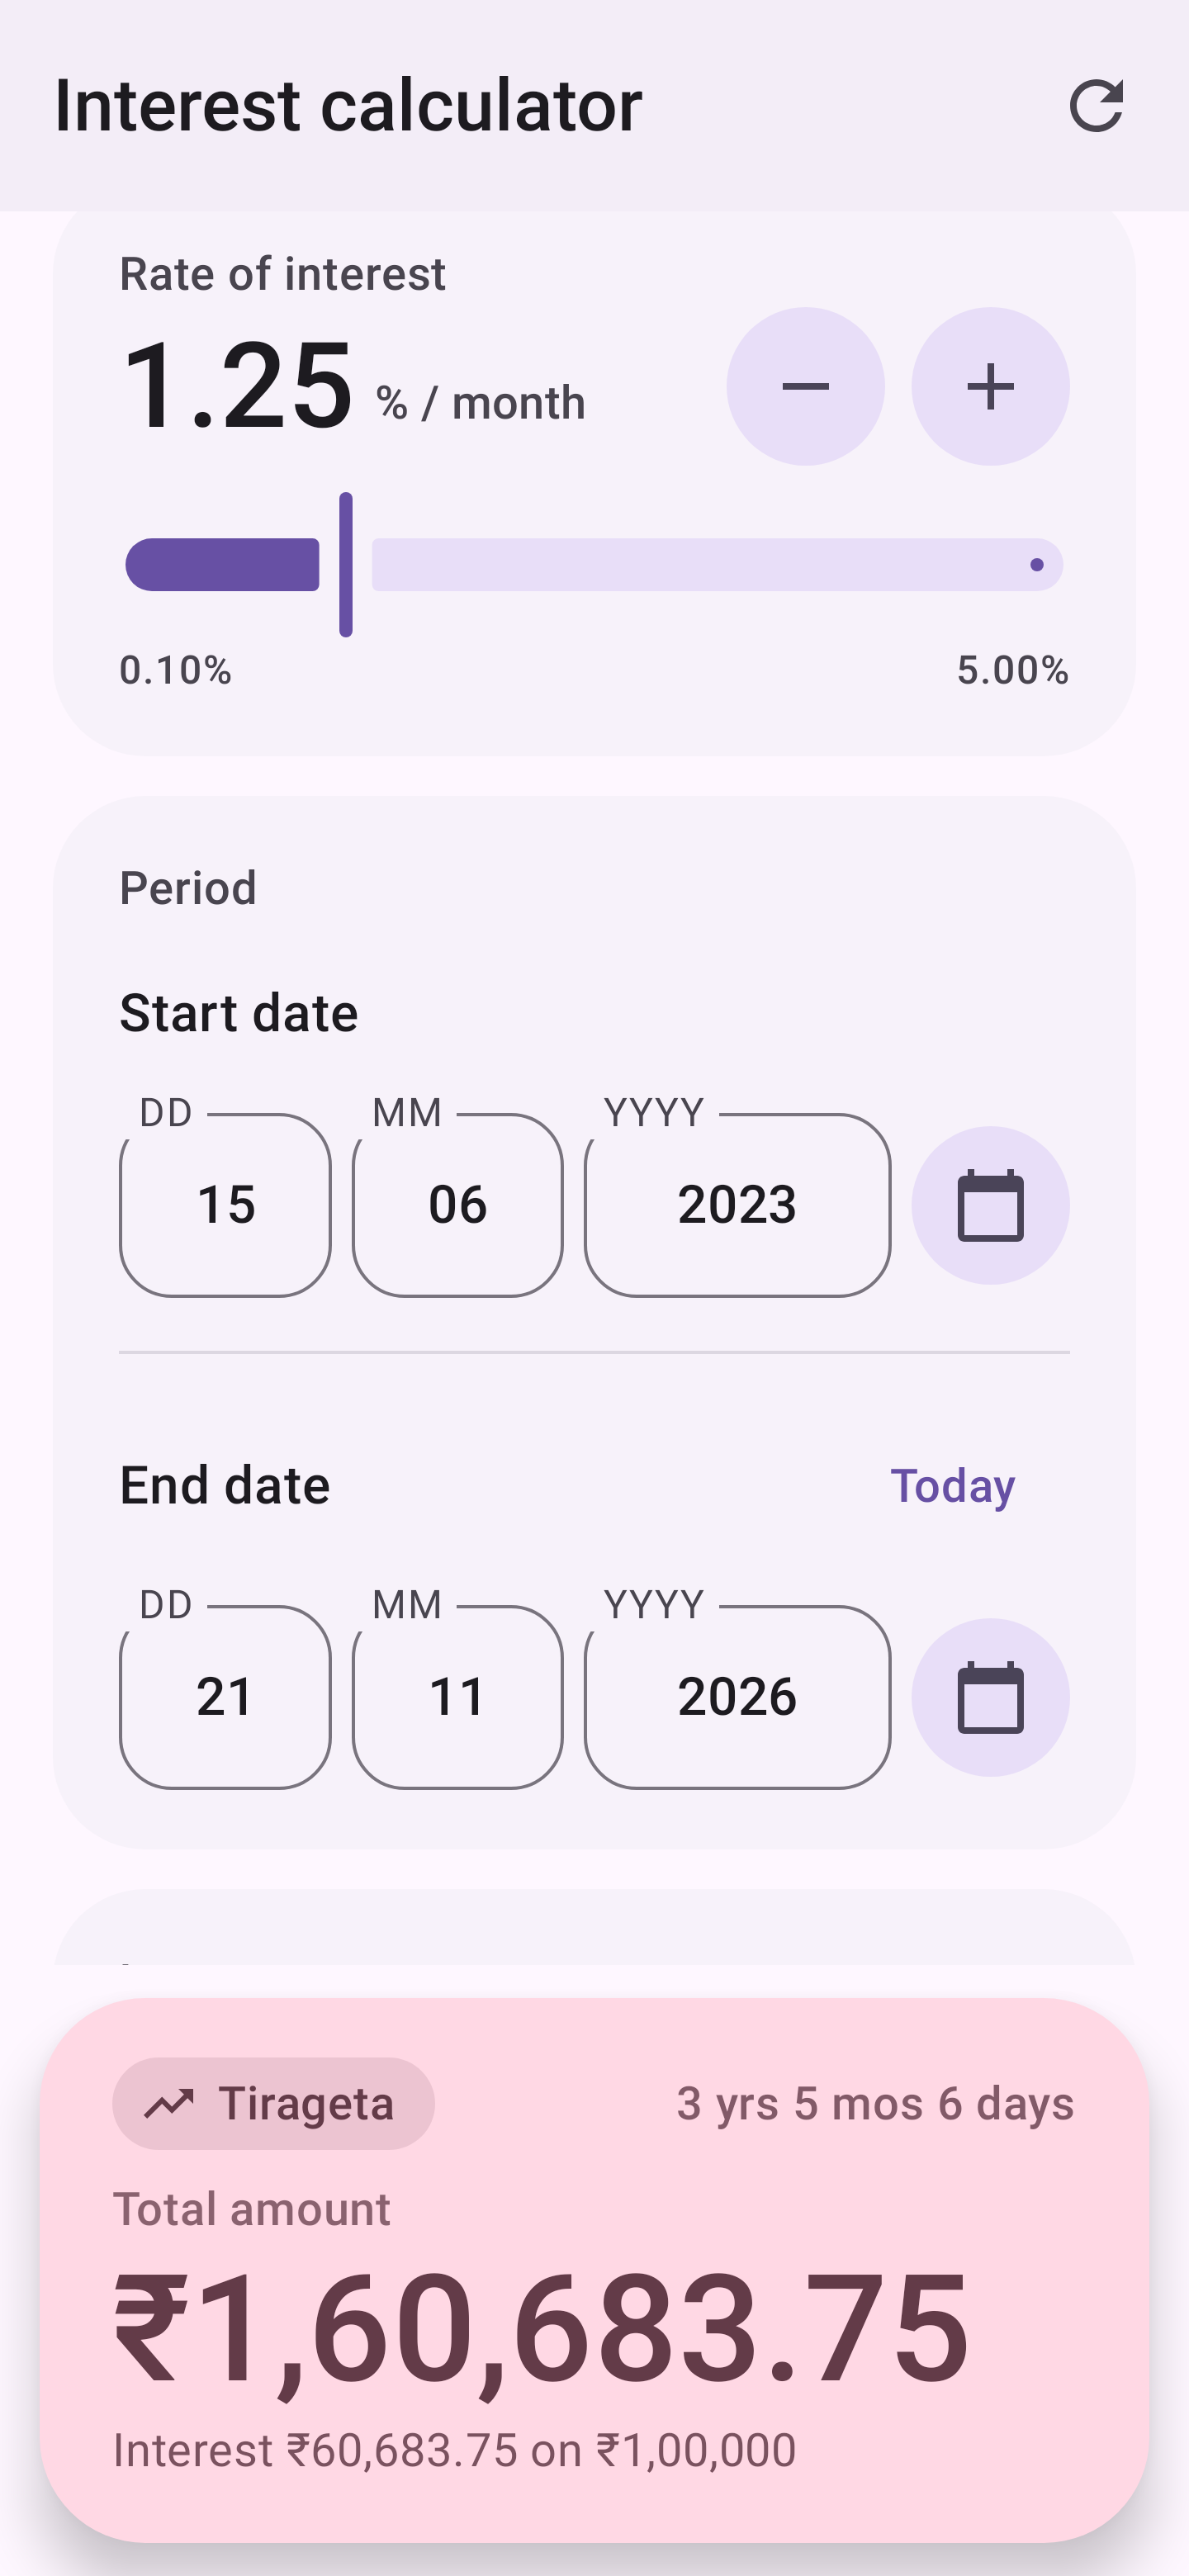 Interest calculator
Rate of interest
1.25 % / month
0.10% 5.00%
Period
Start date
DD MM YYYY
15 06 2023
End date Today
DD MM YYYY
21 11 2026
Tirageta 3 yrs 5 mos 6 days
Total amount
₹1,60,683.75
Interest ₹60,683.75 on ₹1,00,000